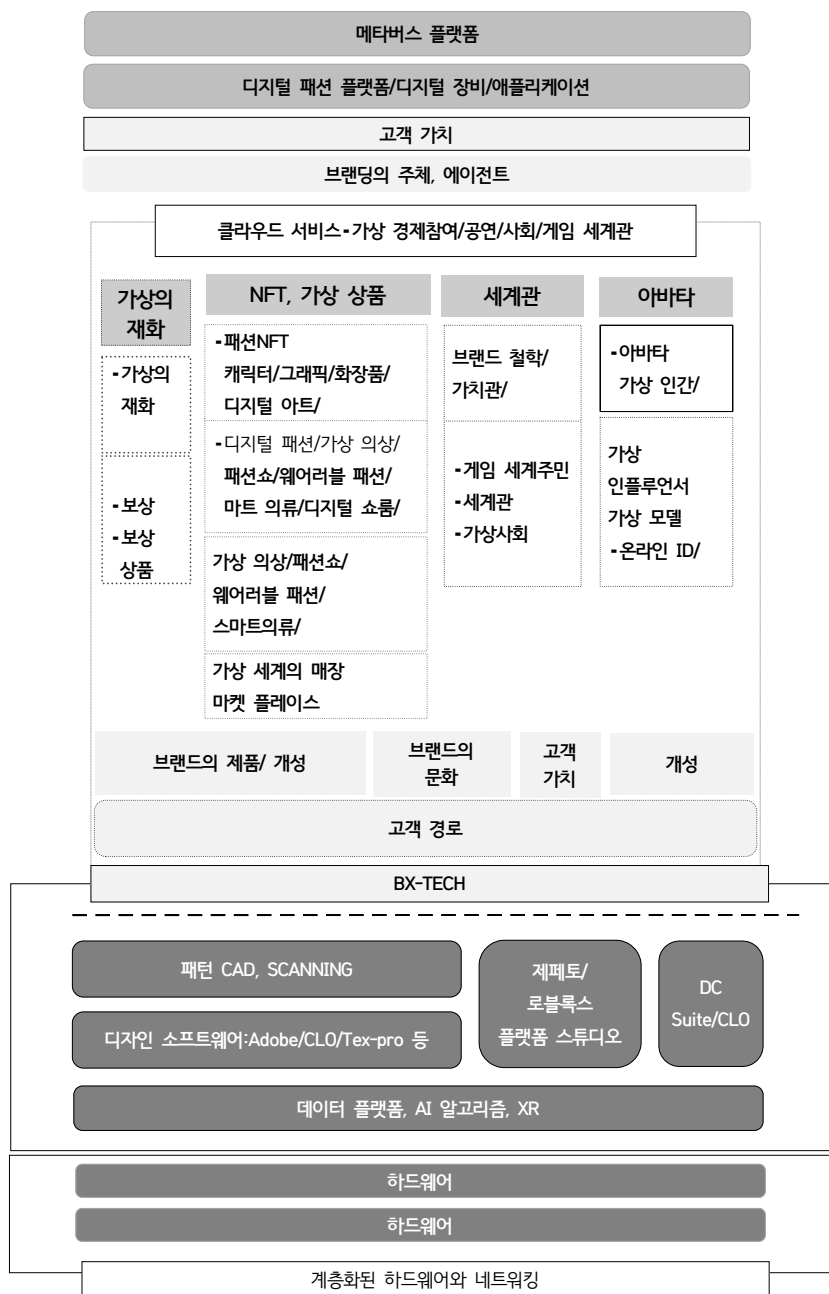 메타버스 플랫폼
디지털 패션 플랫폼/디지털 장비/애플리케이션
고객 가치
브랜딩의 주체, 에이전트
클라우드 서비스-가상 경제참여/공연/사회/게임 세계관
가상의
재화
-가상의
재화
-보상
-보상
상품
NFT, 가상 상품
-패션NFT
캐릭터/그래픽/화장품/
디지털 아트/
-디지털 패션/가상 의상/
패션쇼/웨어러블 패션/
마트 의류/디지털 쇼룸/
가상 의상/패션쇼/
웨어러블 패션/
스마트의류/
가상 세계의 매장
마켓 플레이스
세계관
브랜드 철학/
가치관/
-게임 세계주민
-세계관
-가상사회
아바타
-아바타
가상 인간/
가상
인플루언서
가상 모델
-온라인 ID/
브랜드의 제품/ 개성
브랜드의
문화
고객
가치
개성
고객 경로
BX-TECH
패턴 CAD, SCANNING
디자인 소프트웨어:Adobe/CLO/Tex-pro 등
제페토/
로블록스
플랫폼 스튜디오
DC
Suite/CLO
데이터 플랫폼, AI 알고리즘, XR
하드웨어
하드웨어
계층화된 하드웨어와 네트워킹